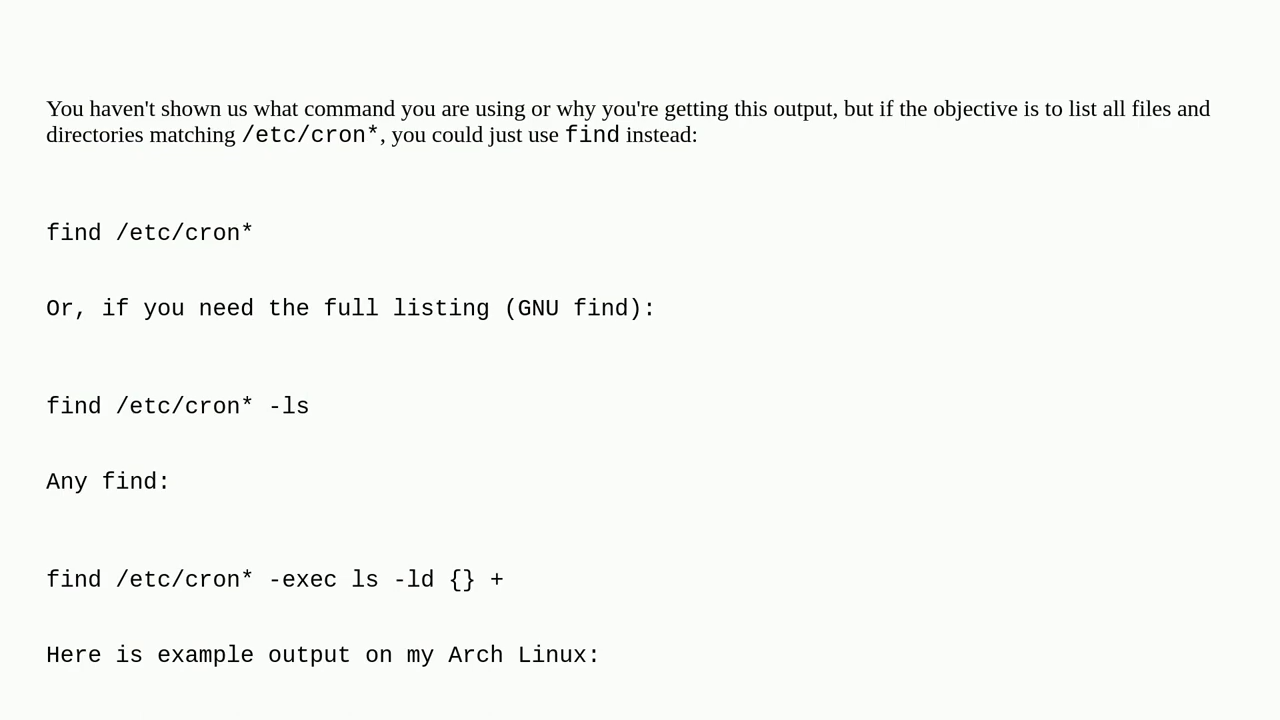 You haven't shown us what command you are using or why you're getting this output, but if the objective is to list all files and
directories matching /etc/cron*, you could just use find instead:
find /etc/cron*
Or, if you need the full listing (GNU find):
find /etc/cron* -ls
Any find:
find /etc/cron* -exec ls -ld {} +
Here is example output on my Arch Linux: